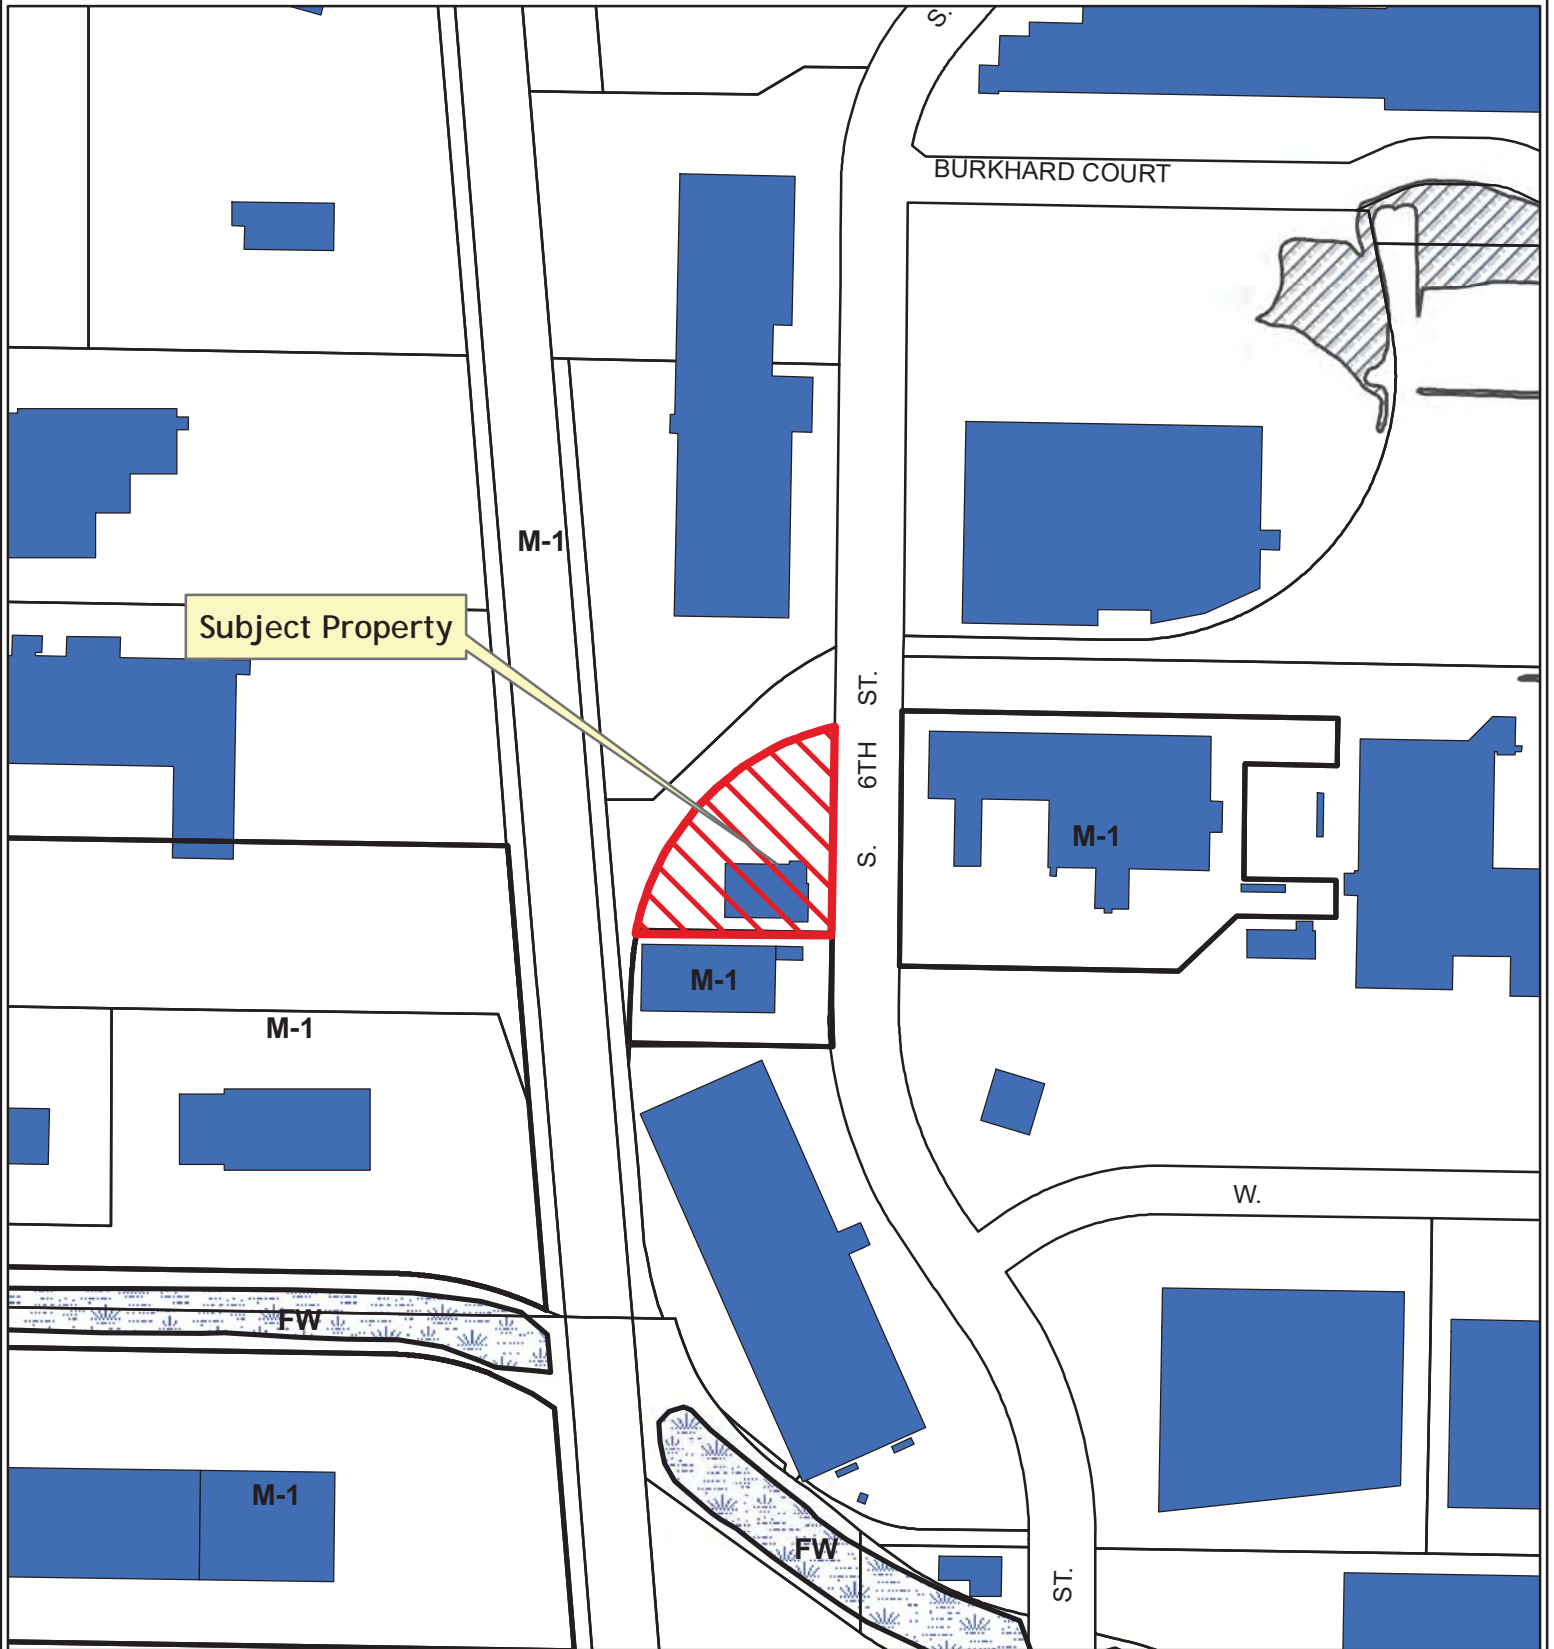 S.
BURKHARD COURT
M-1
Subject Property
S. 6TH ST.
M-1
M-1
M-1
W.
FW
M-1
FW
ST.